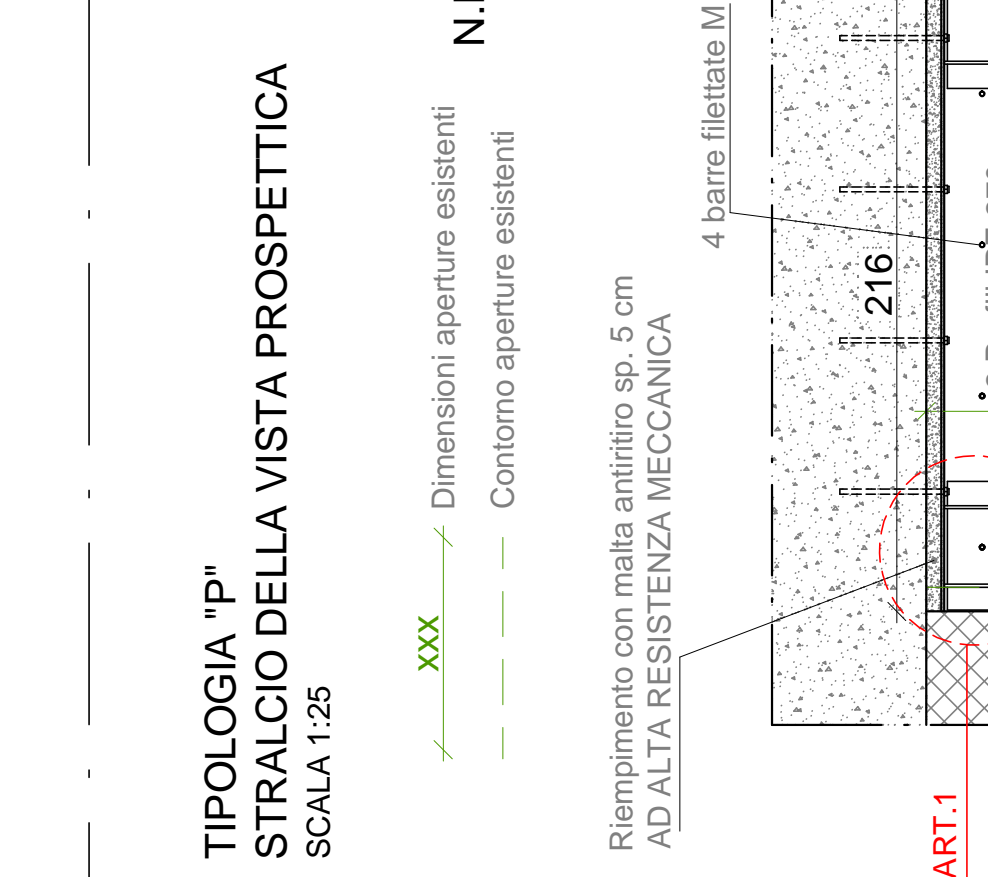 TIPOLOGIA "P"
STRALCIO DELLA VISTA PROSPETTICA
SCALA 1:25
XXX
Dimensioni aperture esistenti
Contorno aperture esistenti
Riempimento con malta antiritiro sp. 5 cm
AD ALTA RESISTENZA MECCANICA
4 barre filettate M
216
ART.1